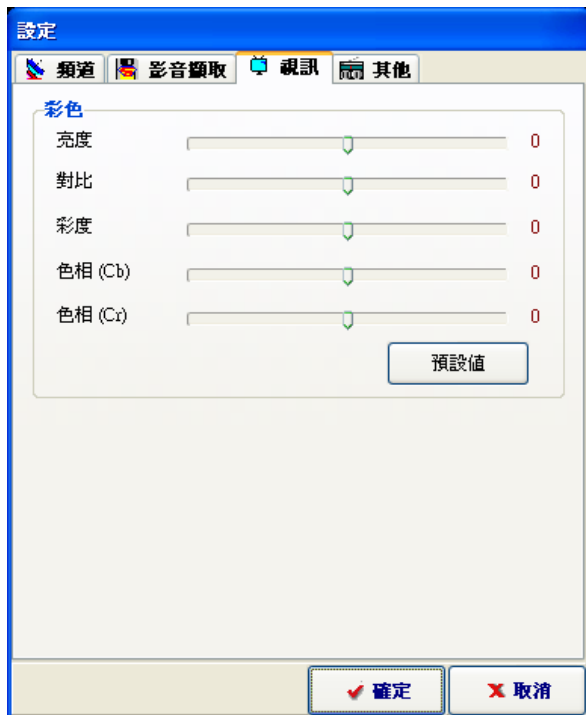 設定
頻道 影音擷取 視訊 其他
彩色
亮度 0
對比 0
彩度 0
色相 (Cb) 0
色相 (Cr) 0
預設值
確定 取消